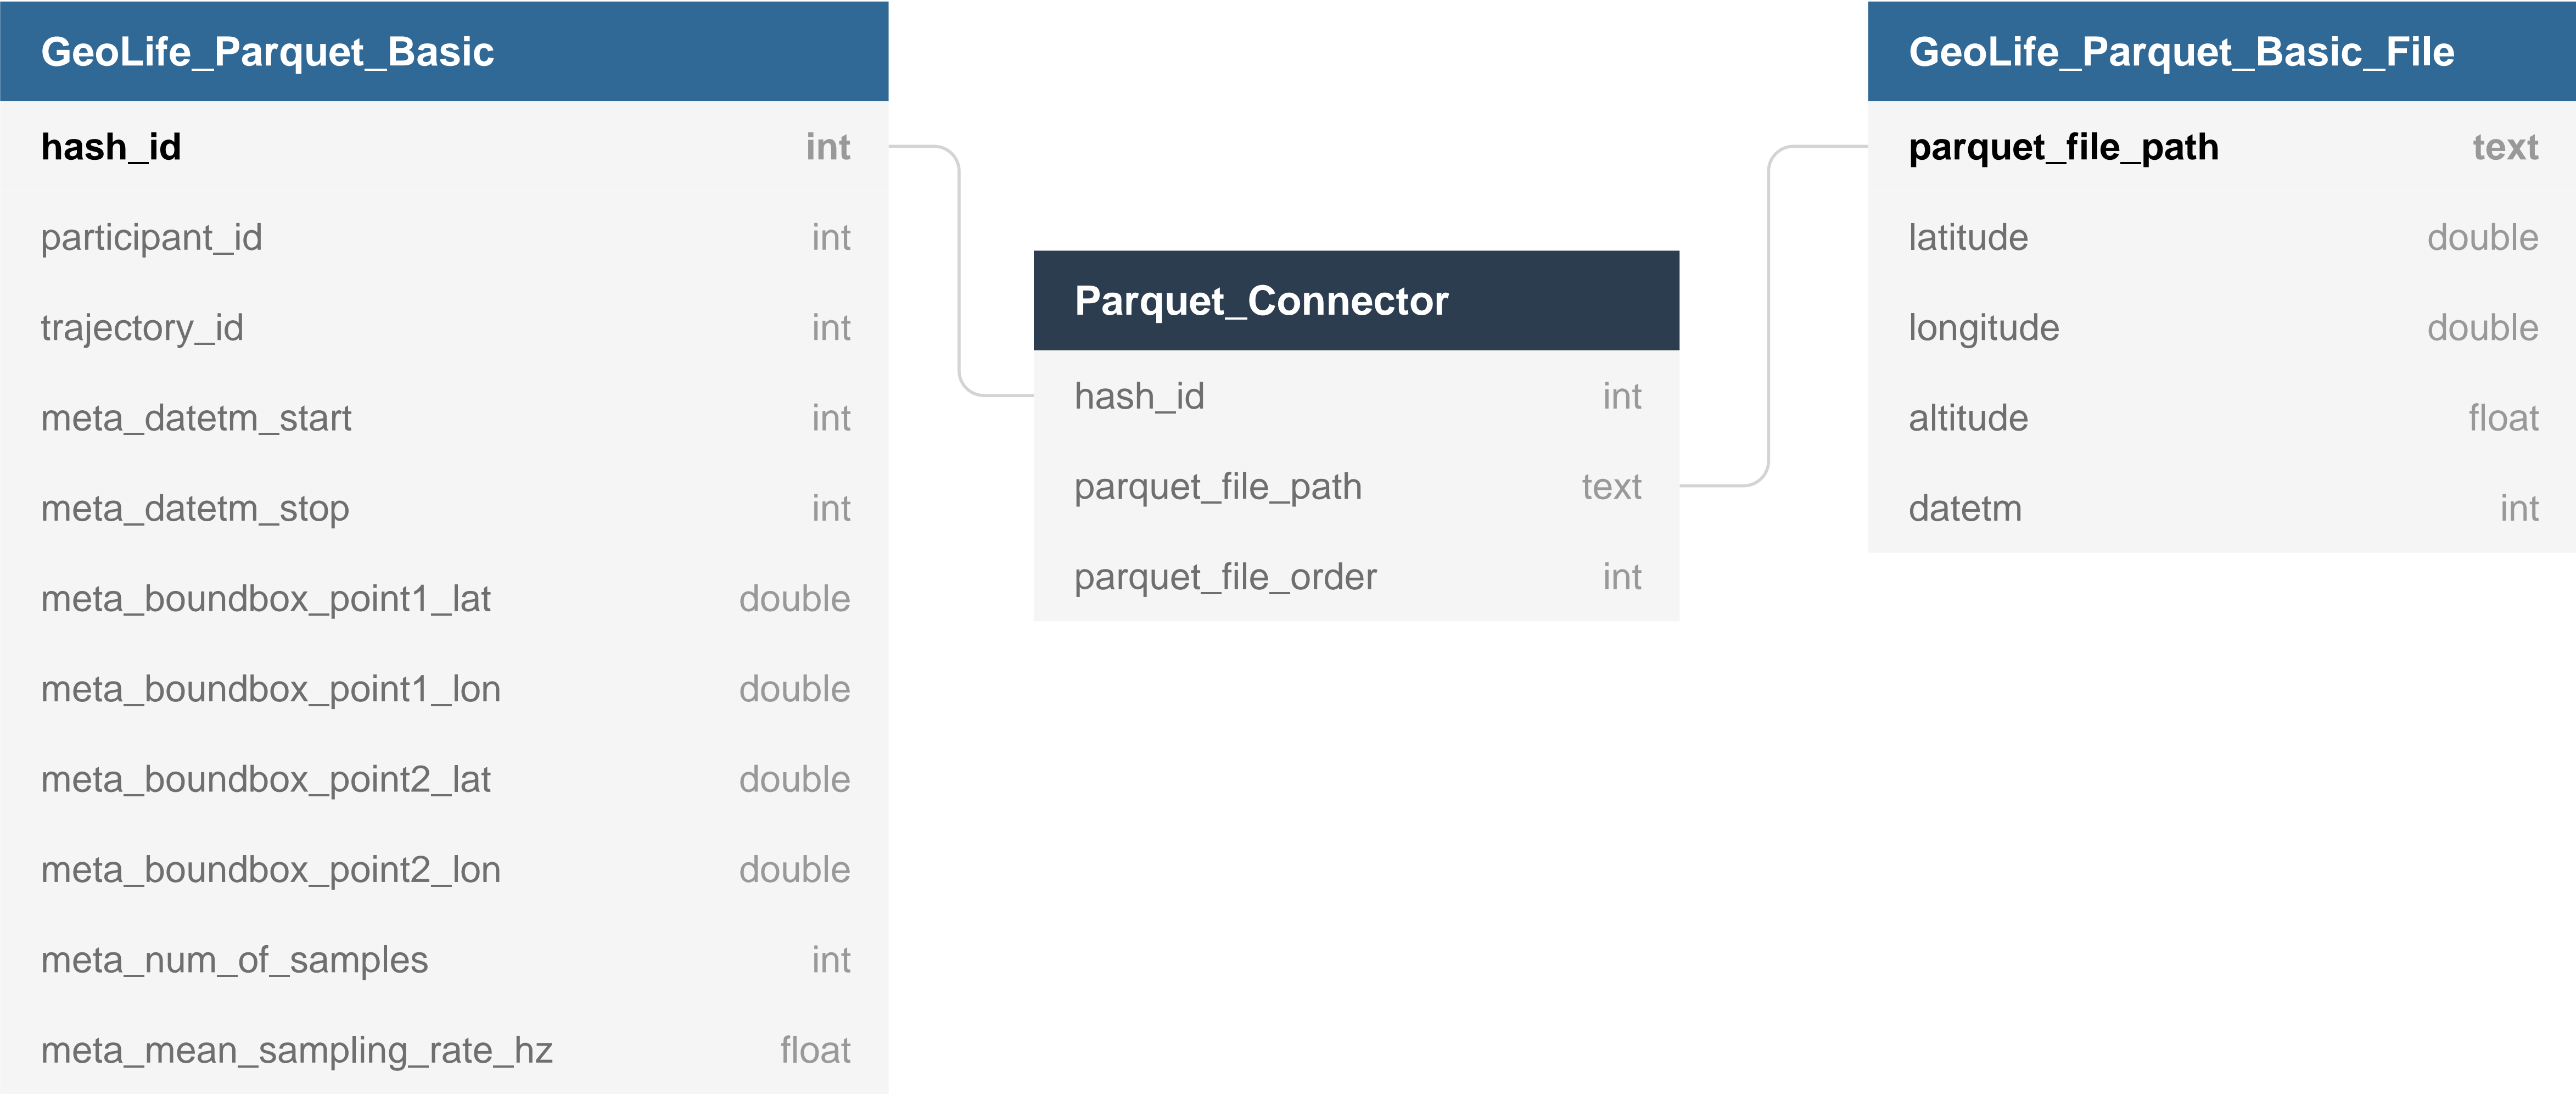 GeoLife_Parquet_Basic
hash_id int
participant_id int
trajectory_id int
meta_datetm_start int
meta_datetm_stop int
meta_boundbox_point1_lat double
meta_boundbox_point1_lon double
meta_boundbox_point2_lat double
meta_boundbox_point2_lon double
meta_num_of_samples int
meta_mean_sampling_rate_hz float
Parquet_Connector
hash_id int
parquet_file_path text
parquet_file_order int
GeoLife_Parquet_Basic_File
parquet_file_path text
latitude double
longitude double
altitude float
datetm int